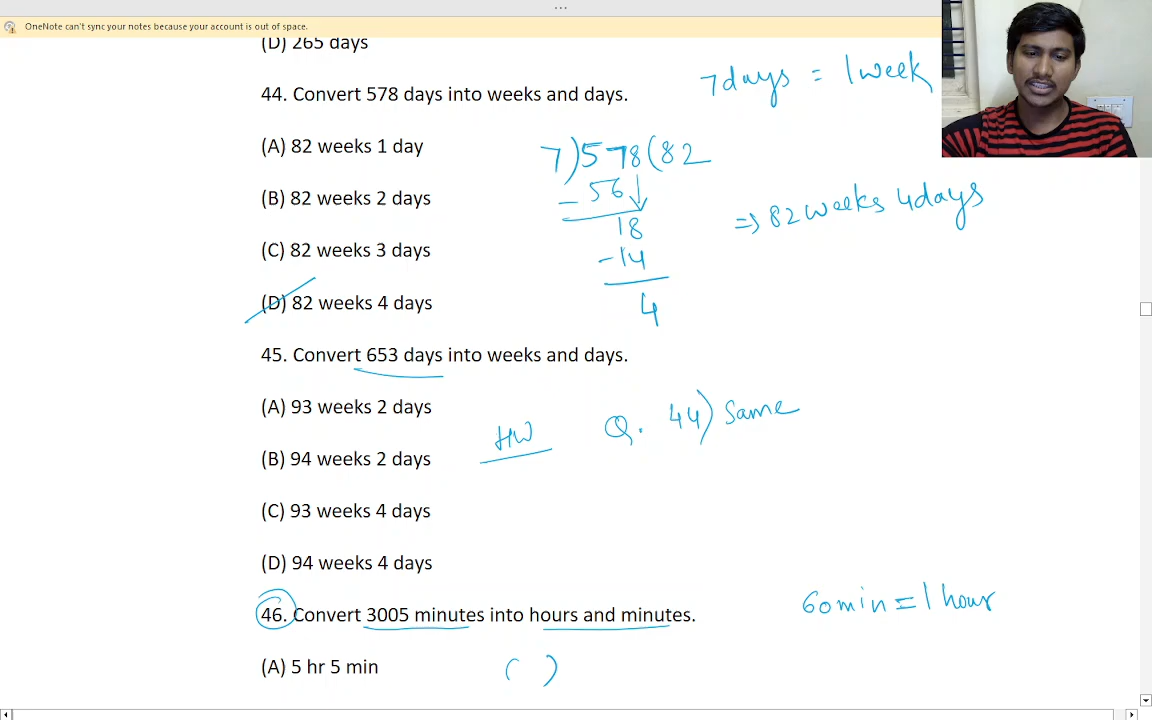 OneNote can't sync your notes because your account is out of space.
(D) 265 days
44. Convert 578 days into weeks and days.
7days = 1 week
(A) 82 weeks 1 day
7)578(82
- 56
18
-14
4
(B) 82 weeks 2 days
⇒ 82 weeks 4days
(C) 82 weeks 3 days
(D) 82 weeks 4 days
45. Convert 653 days into weeks and days.
(A) 93 weeks 2 days
HW Q. 44) Same
(B) 94 weeks 2 days
(C) 93 weeks 4 days
(D) 94 weeks 4 days
46. Convert 3005 minutes into hours and minutes.
60min = 1 hour
(A) 5 hr 5 min
( )